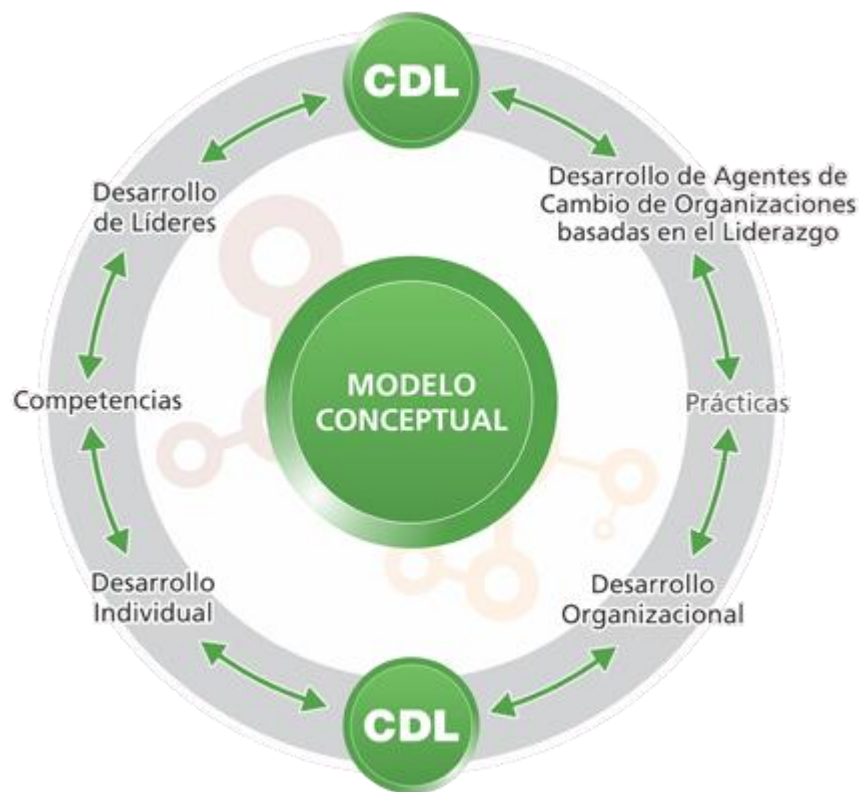 CDL
Desarrollo
de Líderes
Desarrollo de Agentes de
Cambio de Organizaciones
basadas en el Liderazgo
MODELO
CONCEPTUAL
Competencias
Prácticas
Desarrollo
Individual
Desarrollo
Organizacional
CDL